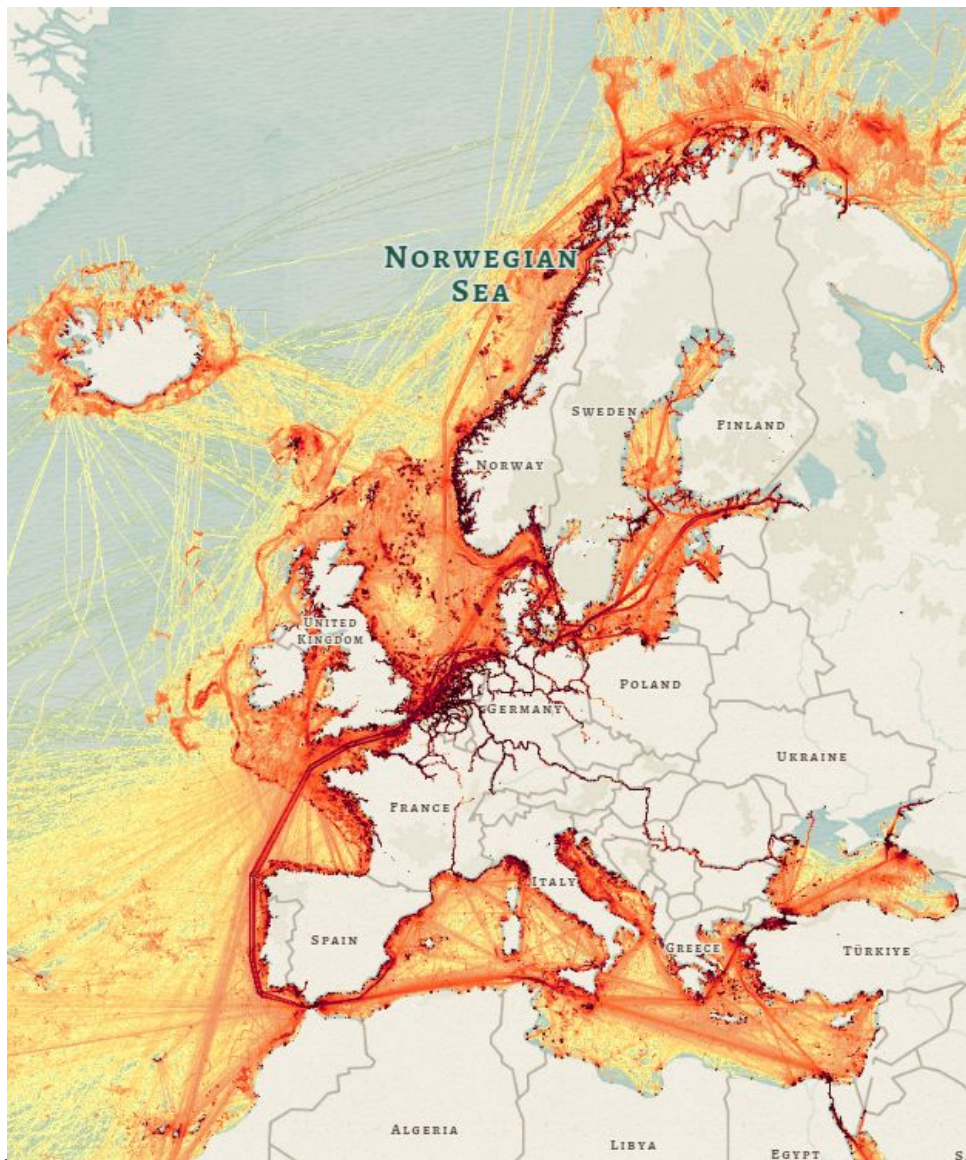 NORWEGIAN
SEA
SWEDEN
FINLAND
NORWAY
UNITED
KINGDOM
POLAND
GERMANY
UKRAINE
FRANCE
ITALY
SPAIN
GREECE
TÜRKIYE
ALGERIA
LIBYA
EGYPT
S